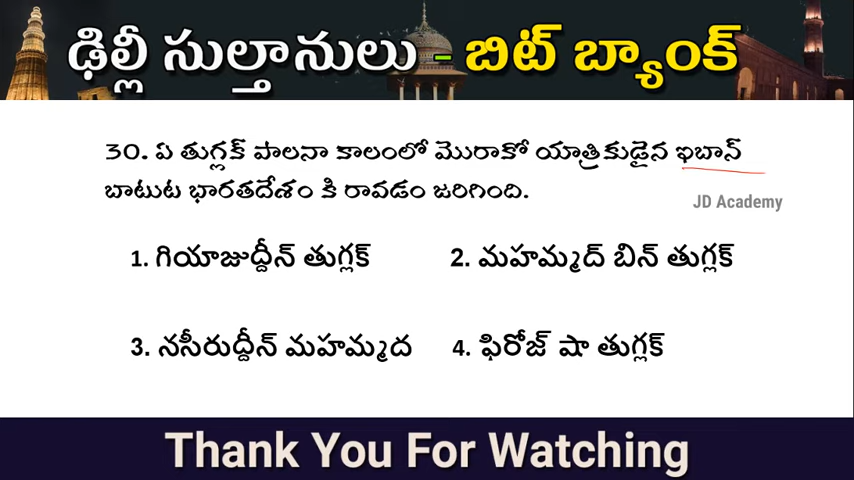 ఢిల్లీ సుల్తానులు - బిట్ బ్యాంక్
30. ఏ తుగ్లక్ పాలనా కాలంలో మొరాకో యాత్రికుడైన ఇబాన్
బాటుట భారతదేశం కి రావడం జరిగింది.
JD Academy
1. గియాజుద్దీన్ తుగ్లక్ 2. మహమ్మద్ బిన్ తుగ్లక్
3. నసీరుద్దీన్ మహమ్మద 4. ఫిరోజ్ షా తుగ్లక్
Thank You For Watching